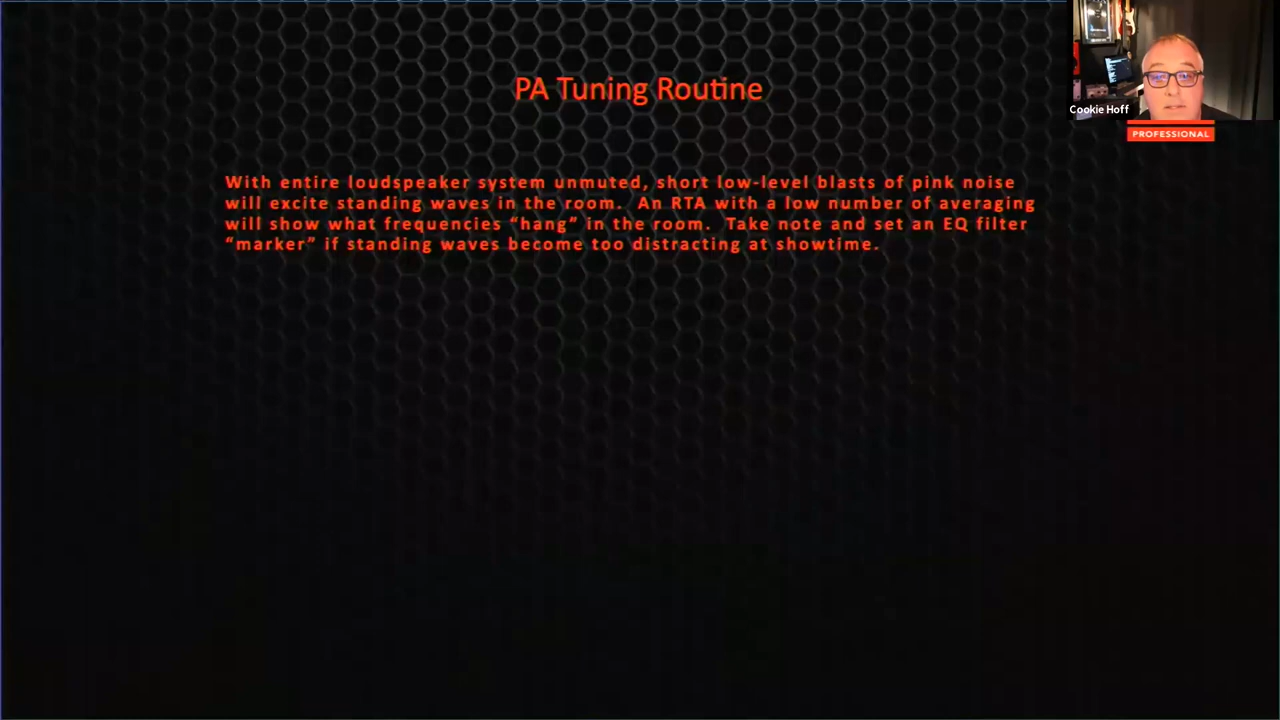 PA Tuning Routine
Cookie Hoff
PROFESSIONAL
With entire loudspeaker system unmuted, short low-level blasts of pink noise
will excite standing waves in the room.  An RTA with a low number of averaging
will show what frequencies “hang” in the room.  Take note and set an EQ filter
“marker” if standing waves become too distracting at showtime.